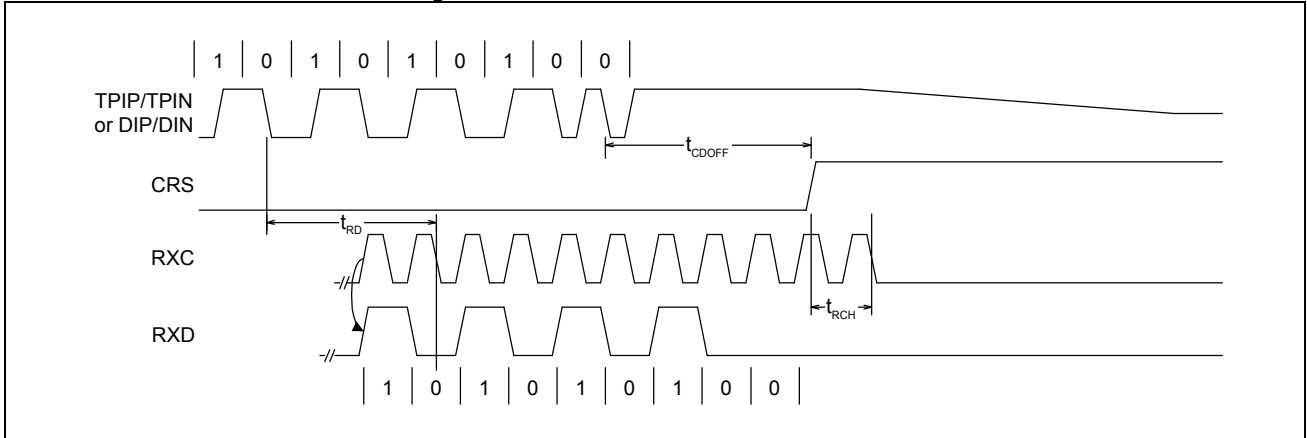 1 0 1 0 1 0 1 0 0
TPIP/TPIN
or DIP/DIN
tCDOFF
CRS
tRD
RXC
tRCH
RXD
1 0 1 0 1 0 1 0 0